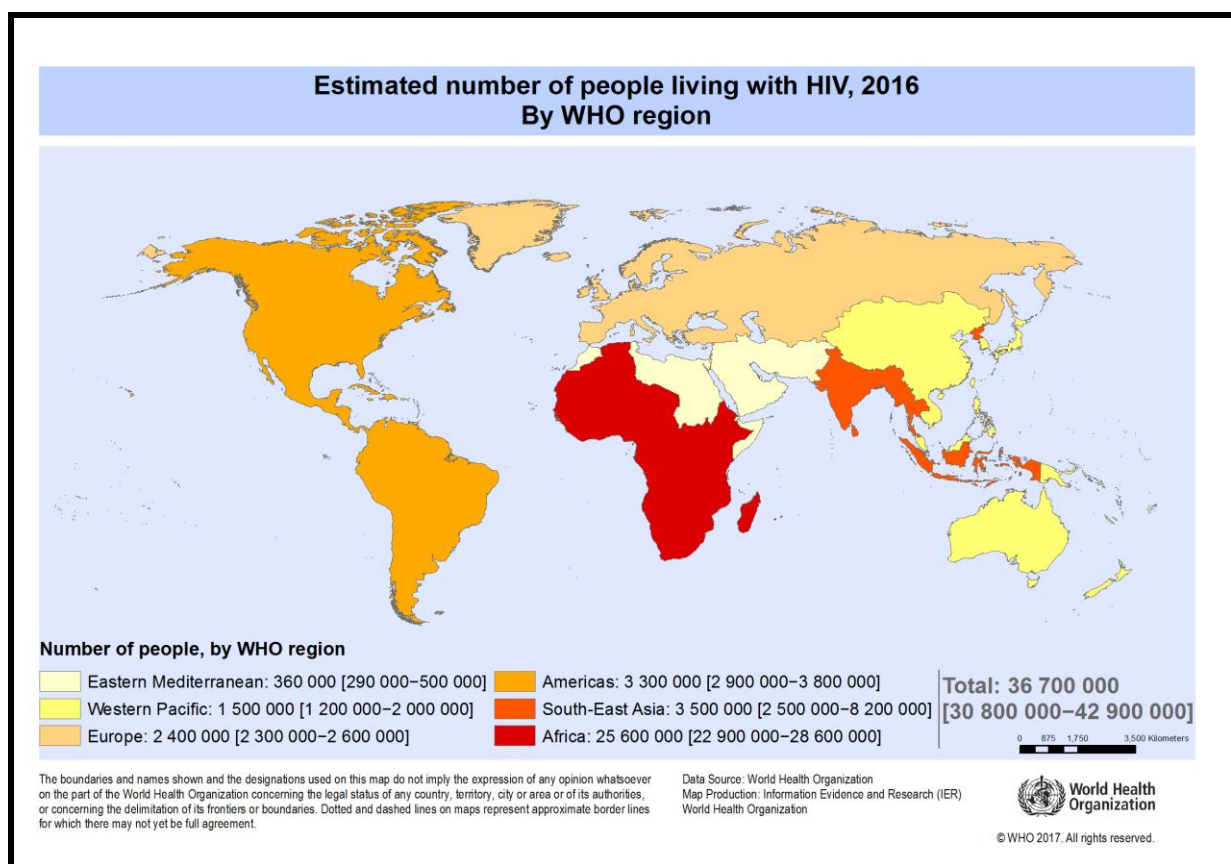 Estimated number of people living with HIV, 2016
By WHO region
Number of people, by WHO region
Eastern Mediterranean: 360 000 [290 000–500 000]
Western Pacific: 1 500 000 [1 200 000–2 000 000]
Europe: 2 400 000 [2 300 000–2 600 000]
Americas: 3 300 000 [2 900 000–3 800 000]
South-East Asia: 3 500 000 [2 500 000–8 200 000]
Africa: 25 600 000 [22 900 000–28 600 000]
Total: 36 700 000
[30 800 000–42 900 000]
0 875 1,750 3,500 Kilometers
The boundaries and names shown and the designations used on this map do not imply the expression of any opinion whatsoever
on the part of the World Health Organization concerning the legal status of any country, territory, city or area or of its authorities,
or concerning the delimitation of its frontiers or boundaries. Dotted and dashed lines on maps represent approximate border lines
for which there may not yet be full agreement.
Data Source: World Health Organization
Map Production: Information Evidence and Research (IER)
World Health Organization
World Health
Organization
© WHO 2017. All rights reserved.